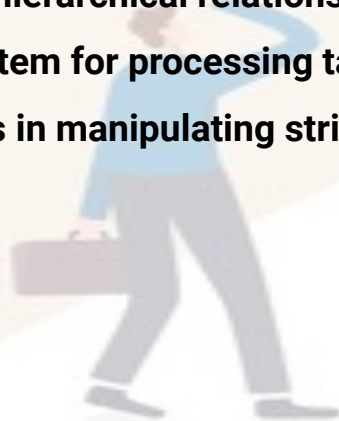 hierarchical relations
tem for processing ta
s in manipulating stri